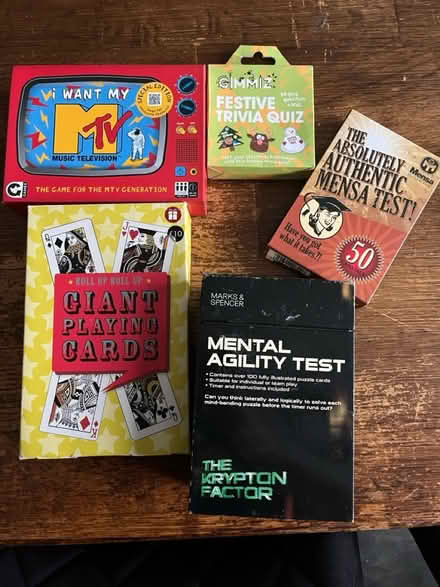 i WANT MY
MTV
MUSIC TELEVISION
SPECIAL EDITION
THE GAME FOR THE MTV GENERATION
GIMMIZ
FESTIVE
TRIVIA QUIZ
THE
ABSOLUTELY
AUTHENTIC
MENSA TEST!
Mensa
Have you got
what it takes?!
50
£10
ROLL UP ROLL UP
GIANT
PLAYING
CARDS
MARKS &
SPENCER
MENTAL
AGILITY TEST
• Contains over 100 fully illustrated puzzle cards
• Suitable for individual or team play
• Timer and instructions included
Can you think laterally and logically to solve each
mind-bending puzzle before the timer runs out?
THE
KRYPTON
FACTOR